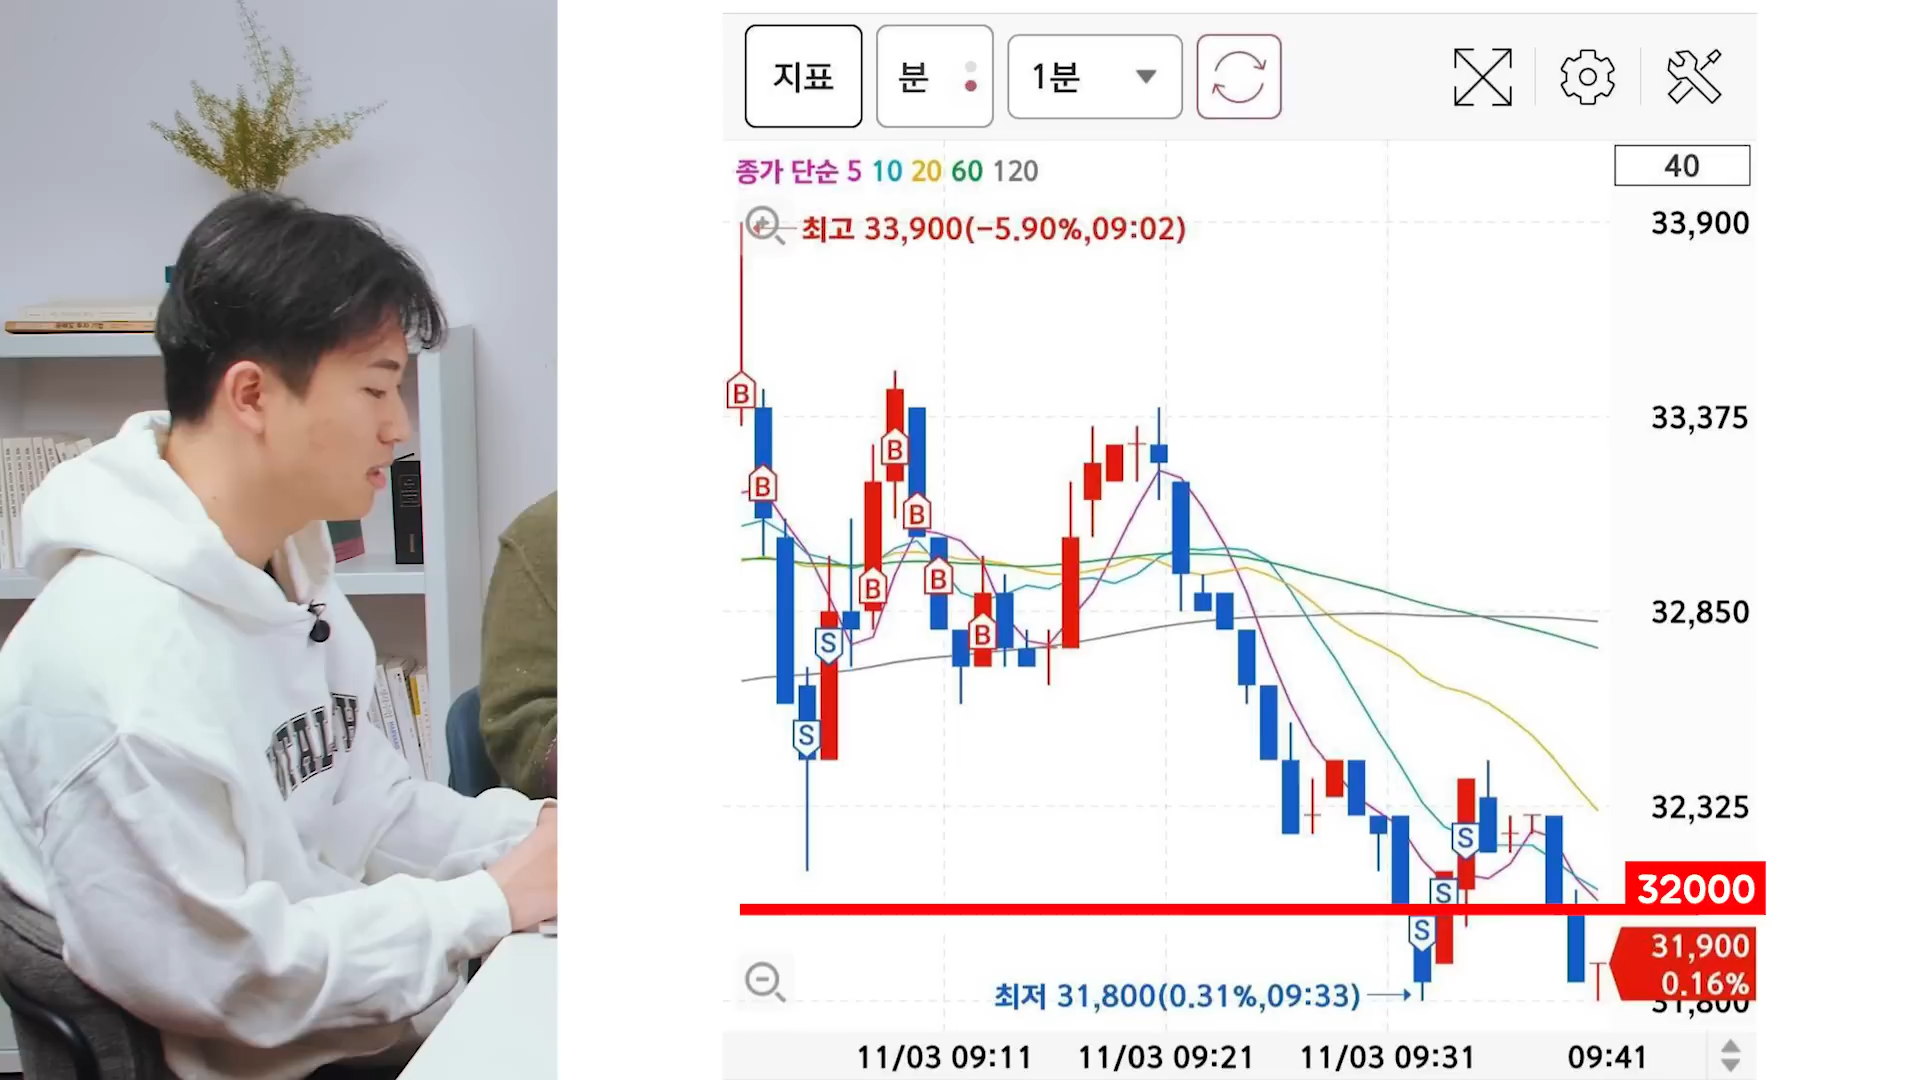 지표 분 1분
종가 단순 5 10 20 60 120
40
최고 33,900(-5.90%,09:02)
33,900
B
33,375
B
B
B
B
B
32,850
B
S
S
32,325
S
S
32000
S
31,900
0.16%
최저 31,800(0.31%,09:33)
31,800
11/03 09:11 11/03 09:21 11/03 09:31 09:41